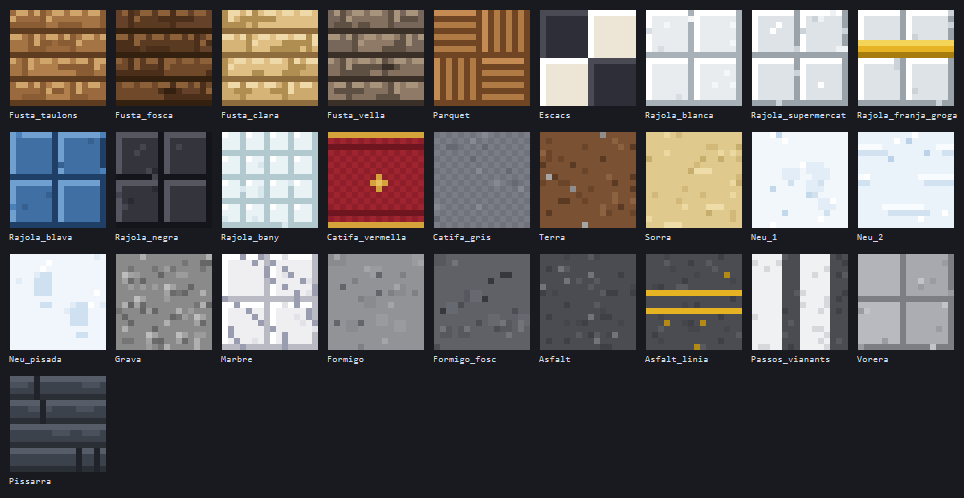 Fusta_taulons Fusta_fosca Fusta_clara Fusta_vella Parquet Escacs Rajola_blanca Rajola_supermercat Rajola_franja_groga
Rajola_blava Rajola_negra Rajola_bany Catifa_vermella Catifa_gris Terra Sorra Neu_1 Neu_2
Neu_pisada Grava Marbre Formigo Formigo_fosc Asfalt Asfalt_linia Passos_vianants Vorera
Pissarra